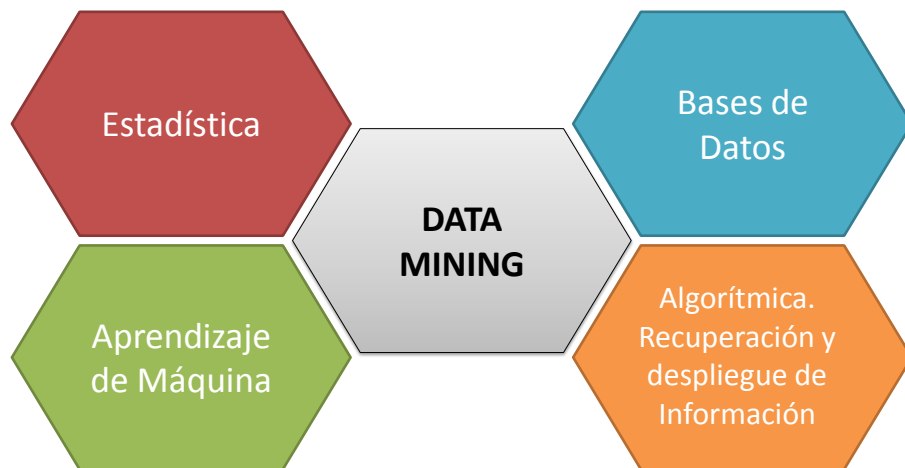 Estadística
Bases de
Datos
DATA
MINING
Aprendizaje
de Máquina
Algorítmica.
Recuperación y
despliegue de
Información